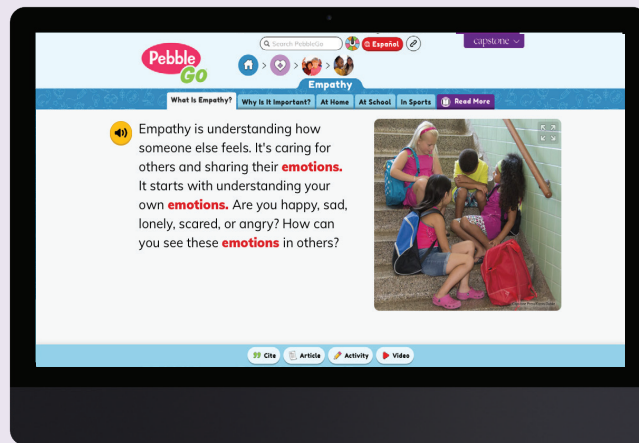 Search PebbleGo
Español
capstone
Pebble
Go
Empathy
What Is Empathy?
Why Is It Important?
At Home
At School
In Sports
Read More
Empathy is understanding how
someone else feels. It's caring for
others and sharing their emotions.
It starts with understanding your
own emotions. Are you happy, sad,
lonely, scared, or angry? How can
you see these emotions in others?
Cite
Article
Activity
Video